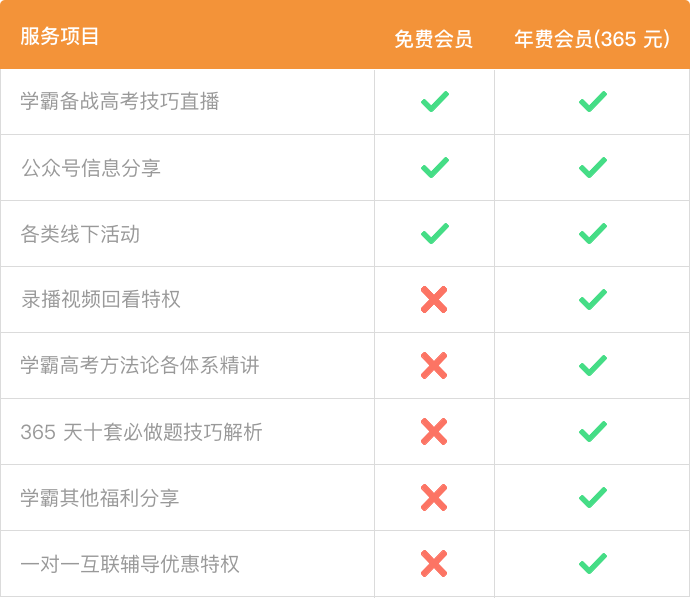 服务项目 免费会员 年费会员(365 元)
学霸备战高考技巧直播
公众号信息分享
各类线下活动
录播视频回看特权
学霸高考方法论各体系精讲
365 天十套必做题技巧解析
学霸其他福利分享
一对一互联辅导优惠特权